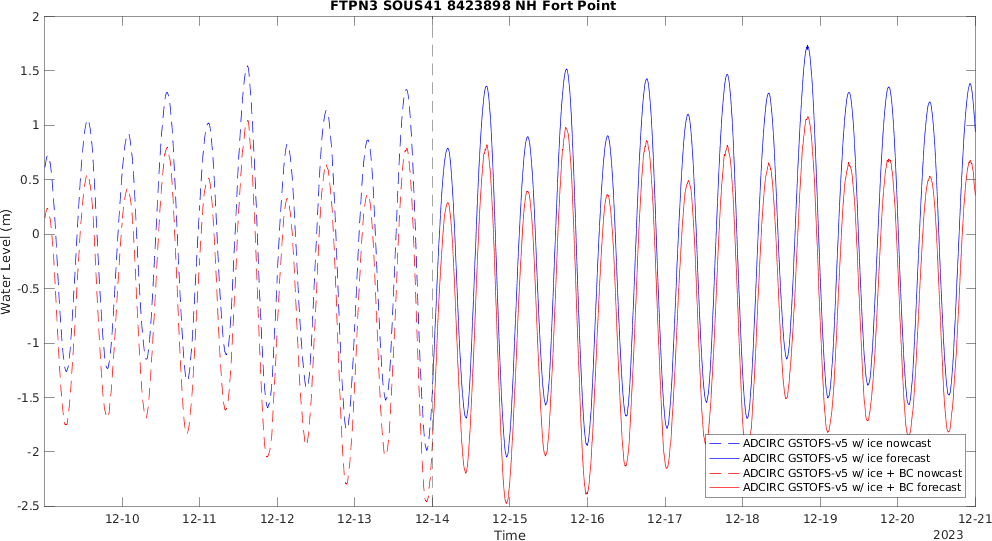 FTPN3 SOUS41 8423898 NH Fort Point
2
1.5
1
0.5
0
-0.5
-1
-1.5
-2
-2.5
Water Level (m)
ADCIRC GSTOFS-v5 w/ ice nowcast
ADCIRC GSTOFS-v5 w/ ice forecast
ADCIRC GSTOFS-v5 w/ ice + BC nowcast
ADCIRC GSTOFS-v5 w/ ice + BC forecast
12-10 12-11 12-12 12-13 12-14 12-15 12-16 12-17 12-18 12-19 12-20 12-21
Time
2023